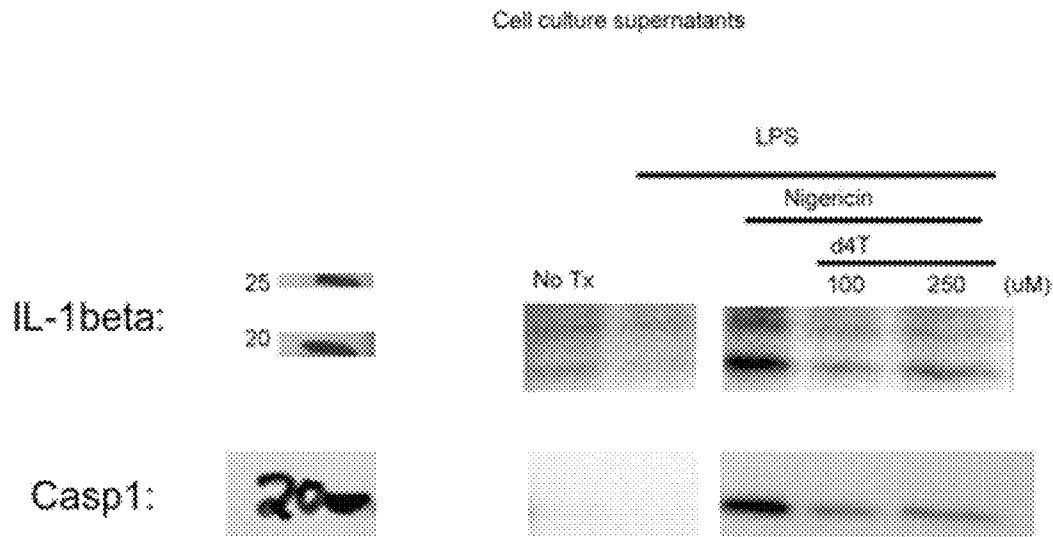 Cell culture supernatants
LPS
Nigericin
d4T
No Tx 100 250 (uM)
IL-1beta:
25
20
Casp1:
20